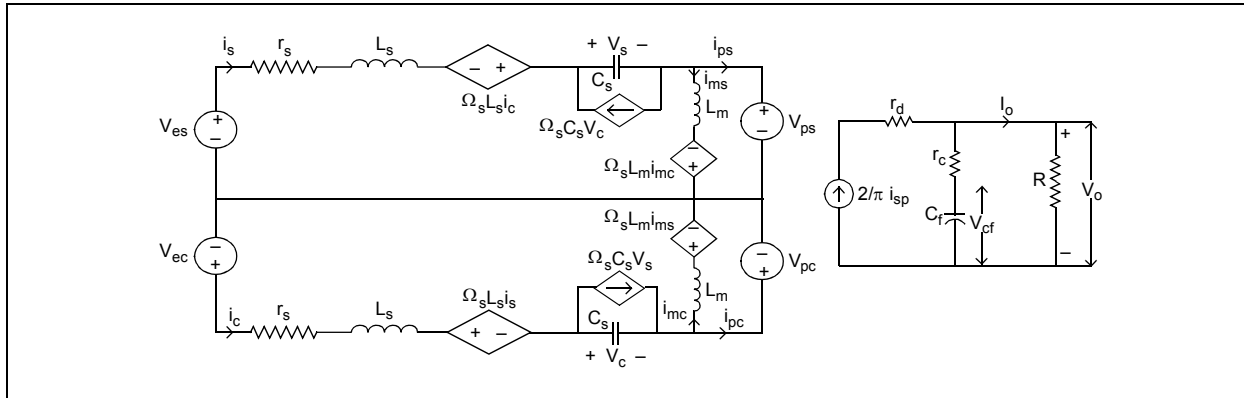 i_s r_s L_s + V_s – i_ps
C_s i_ms
Ω_sL_si_c L_m
V_es + – – + Ω_sC_sV_c + – V_ps
– + Ω_sL_mi_mc
r_d I_o
r_c + R V_o
2/π i_sp C_f V_cf –
Ω_sL_mi_ms
V_ec – + – + – + V_pc
Ω_sC_sV_s
L_m
i_c r_s L_s Ω_sL_si_s C_s i_mc i_pc
+ –
+ V_c –